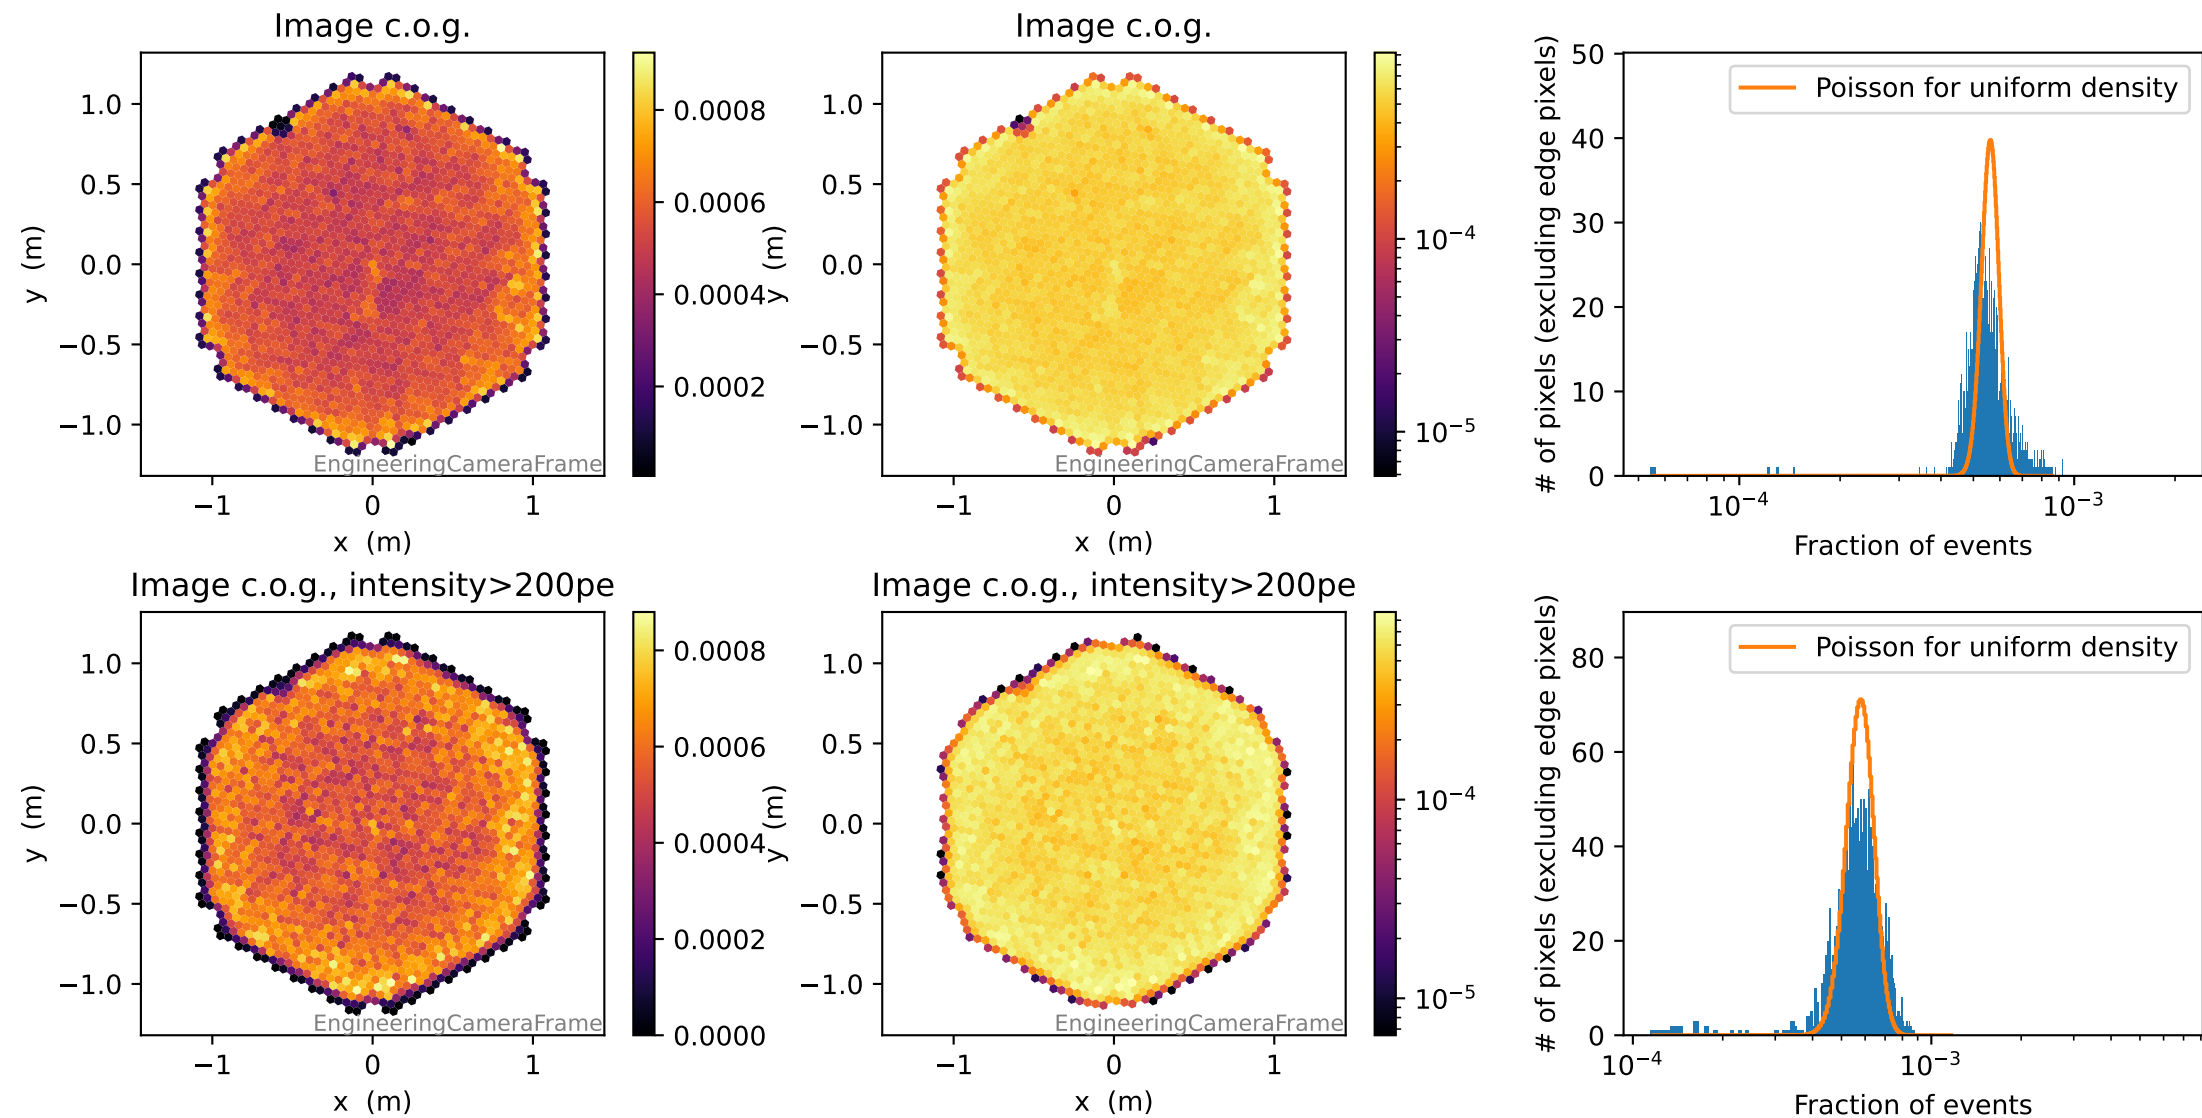 Image c.o.g.
y (m)
1.0
0.5
0.0
−0.5
−1.0
EngineeringCameraFrame
−1
0
1
x (m)
0.0008
0.0006
0.0004
0.0002
Image c.o.g.
y (m)
1.0
0.5
0.0
−0.5
−1.0
EngineeringCameraFrame
−1
0
1
x (m)
10⁻⁴
10⁻⁵
# of pixels (excluding edge pixels)
50
40
30
20
10
0
Poisson for uniform density
10⁻⁴
10⁻³
Fraction of events
Image c.o.g., intensity>200pe
y (m)
1.0
0.5
0.0
−0.5
−1.0
EngineeringCameraFrame
−1
0
1
x (m)
0.0008
0.0006
0.0004
0.0002
0.0000
Image c.o.g., intensity>200pe
y (m)
1.0
0.5
0.0
−0.5
−1.0
EngineeringCameraFrame
−1
0
1
x (m)
10⁻⁴
10⁻⁵
# of pixels (excluding edge pixels)
80
60
40
20
0
Poisson for uniform density
10⁻⁴
10⁻³
Fraction of events